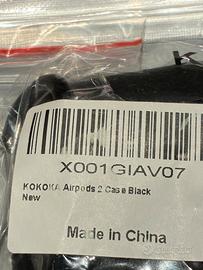 K
X001GIAV07
KOKOKA Airpods 2 Case Black
New
Made in China